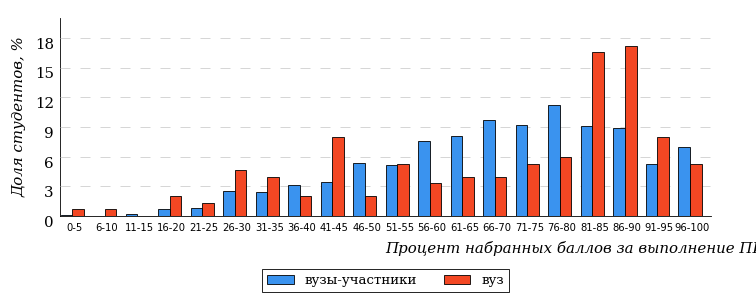 Доля студентов, %
18
15
12
9
6
3
0
0-5 6-10 11-15 16-20 21-25 26-30 31-35 36-40 41-45 46-50 51-55 56-60 61-65 66-70 71-75 76-80 81-85 86-90 91-95 96-100
Процент набранных баллов за выполнение
вузы-участники вуз